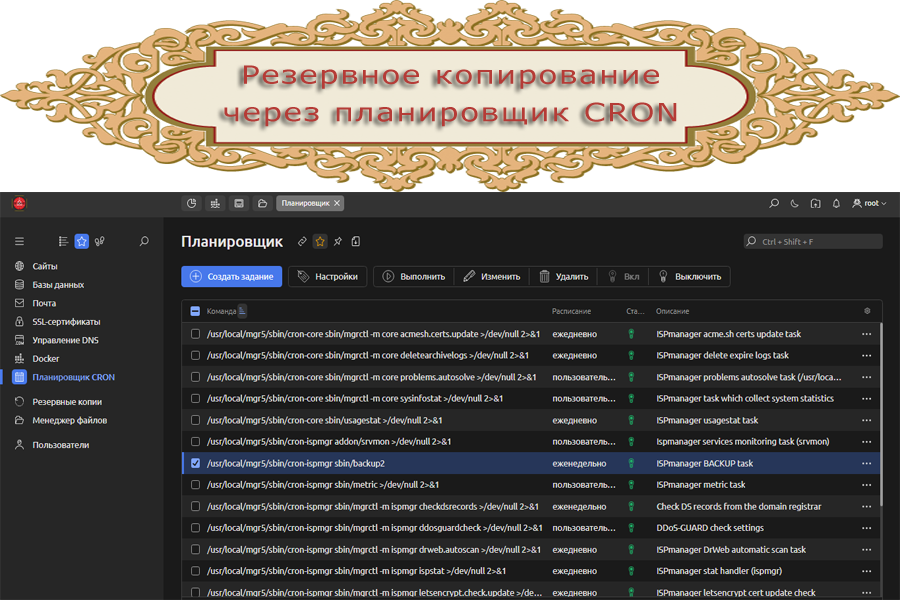 Резервное копирование
через планировщик CRON
Планировщик
root
Планировщик
Ctrl + Shift + F
Создать задание
Настройки
Выполнить
Изменить
Удалить
Вкл
Выключить
Сайты
Базы данных
Почта
SSL-сертификаты
Управление DNS
Docker
Планировщик CRON
Резервные копии
Менеджер файлов
Пользователи
Команда Расписание Ста... Описание
/usr/local/mgr5/sbin/cron-core sbin/mgrctl -m core acmesh.certs.update >/dev/null 2>&1 ежедневно ISPmanager acme.sh certs update task
/usr/local/mgr5/sbin/cron-core sbin/mgrctl -m core deletearchivelogs >/dev/null 2>&1 ежедневно ISPmanager delete expire logs task
/usr/local/mgr5/sbin/cron-core sbin/mgrctl -m core problems.autosolve >/dev/null 2>&1 пользователь... ISPmanager problems autosolve task (/usr/loca...
/usr/local/mgr5/sbin/cron-core sbin/mgrctl -m core sysinfostat >/dev/null 2>&1 пользователь... ISPmanager task which collect system statistics
/usr/local/mgr5/sbin/cron-core sbin/usagestat >/dev/null 2>&1 ежедневно ISPmanager usagestat task
/usr/local/mgr5/sbin/cron-ispmgr addon/srvmon >/dev/null 2>&1 пользователь... Ispmanager services monitoring task (srvmon)
/usr/local/mgr5/sbin/cron-ispmgr sbin/backup2 еженедельно ISPmanager BACKUP task
/usr/local/mgr5/sbin/cron-ispmgr sbin/metric >/dev/null 2>&1 пользователь... ISPmanager metric task
/usr/local/mgr5/sbin/cron-ispmgr sbin/mgrctl -m ispmgr checkdsrecords >/dev/null 2>&1 еженедельно Check DS records from the domain registrar
/usr/local/mgr5/sbin/cron-ispmgr sbin/mgrctl -m ispmgr ddosguardcheck >/dev/null 2>&1 пользователь... DDoS-GUARD check settings
/usr/local/mgr5/sbin/cron-ispmgr sbin/mgrctl -m ispmgr drweb.autoscan >/dev/null 2>&1 ежедневно ISPmanager DrWeb automatic scan task
/usr/local/mgr5/sbin/cron-ispmgr sbin/mgrctl -m ispmgr ispstat >/dev/null 2>&1 ежедневно ISPmanager stat handler (ispmgr)
/usr/local/mgr5/sbin/cron-ispmgr sbin/mgrctl -m ispmgr letsencrypt.check.update >/de... ежедневно ISPmanager letsencrypt cert update check